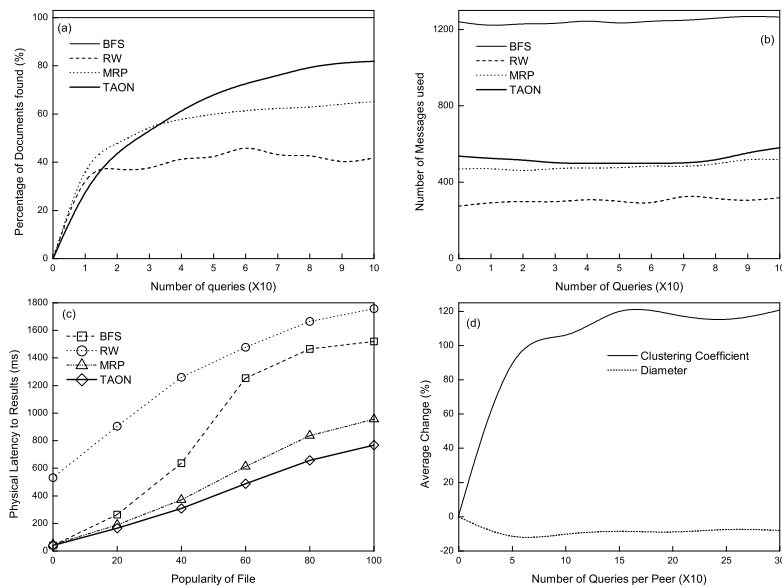 (a)
BFS
RW
MRP
TAON
Percentage of Documents found (%)
100
80
60
40
20
0
0 1 2 3 4 5 6 7 8 9 10
Number of queries (X10)
(b)
BFS
RW
MRP
TAON
Number of Messages used
1200
800
400
0
0 1 2 3 4 5 6 7 8 9 10
Number of Queries (X10)
(c)
BFS
RW
MRP
TAON
Physical Latency to Results (ms)
1800
1600
1400
1200
1000
800
600
400
200
0
0 20 40 60 80 100
Popularity of File
(d)
Clustering Coefficient
Diameter
Average Change (%)
120
100
80
60
40
20
0
-20
0 5 10 15 20 25 30
Number of Queries per Peer (X10)